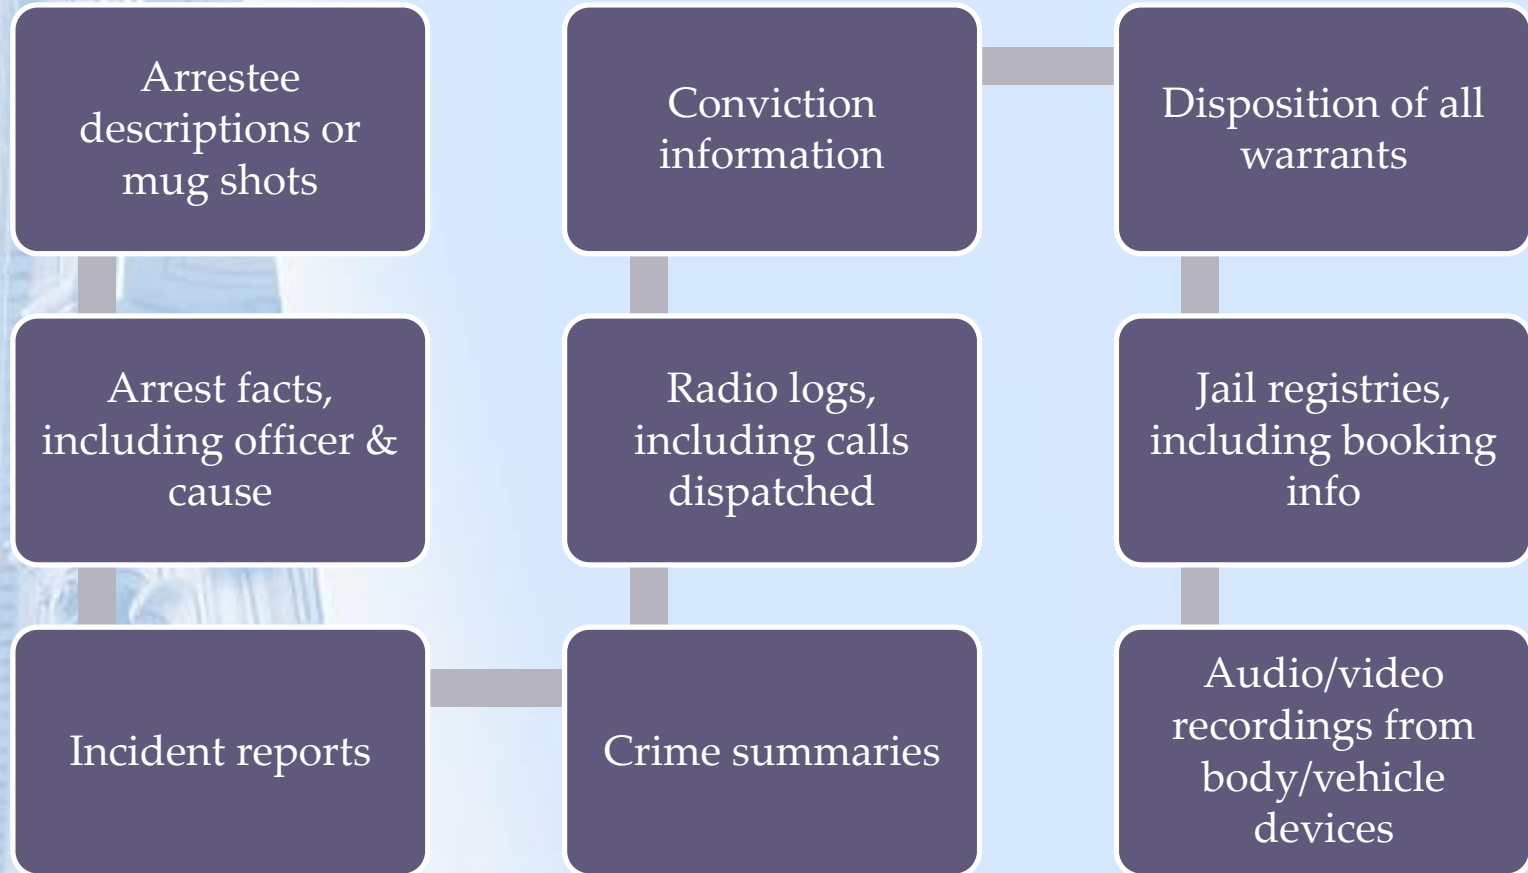 Arrestee
descriptions or
mug shots
Arrest facts,
including officer &
cause
Incident reports
Crime summaries
Radio logs,
including calls
dispatched
Conviction
information
Disposition of all
warrants
Jail registries,
including booking
info
Audio/video
recordings from
body/vehicle
devices